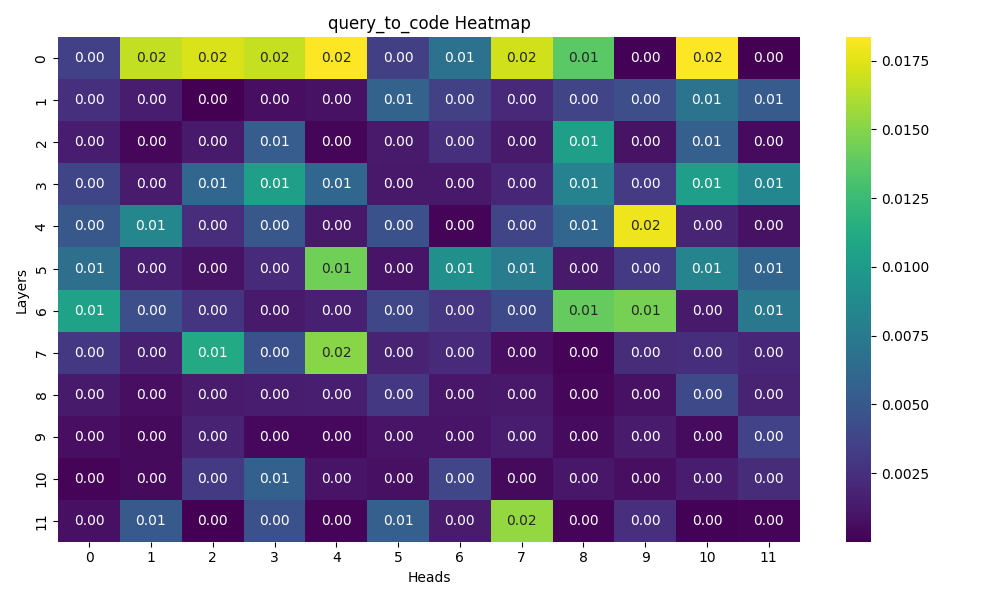 query_to_code Heatmap
0 0.00 0.02 0.02 0.02 0.02 0.00 0.01 0.02 0.01 0.00 0.02 0.00
1 0.00 0.00 0.00 0.00 0.00 0.01 0.00 0.00 0.00 0.00 0.01 0.01
2 0.00 0.00 0.00 0.01 0.00 0.00 0.00 0.00 0.01 0.00 0.01 0.00
3 0.00 0.00 0.01 0.01 0.01 0.00 0.00 0.00 0.01 0.00 0.01 0.01
4 0.00 0.01 0.00 0.00 0.00 0.00 0.00 0.00 0.01 0.02 0.00 0.00
5 0.01 0.00 0.00 0.00 0.01 0.00 0.01 0.01 0.00 0.00 0.01 0.01
6 0.01 0.00 0.00 0.00 0.00 0.00 0.00 0.00 0.01 0.01 0.00 0.01
7 0.00 0.00 0.01 0.00 0.02 0.00 0.00 0.00 0.00 0.00 0.00 0.00
8 0.00 0.00 0.00 0.00 0.00 0.00 0.00 0.00 0.00 0.00 0.00 0.00
9 0.00 0.00 0.00 0.00 0.00 0.00 0.00 0.00 0.00 0.00 0.00 0.00
10 0.00 0.00 0.00 0.01 0.00 0.00 0.00 0.00 0.00 0.00 0.00 0.00
11 0.00 0.01 0.00 0.00 0.00 0.01 0.00 0.02 0.00 0.00 0.00 0.00
0 1 2 3 4 5 6 7 8 9 10 11
Heads
Layers
0.01750
0.01500
0.01250
0.01000
0.00750
0.00500
0.00250